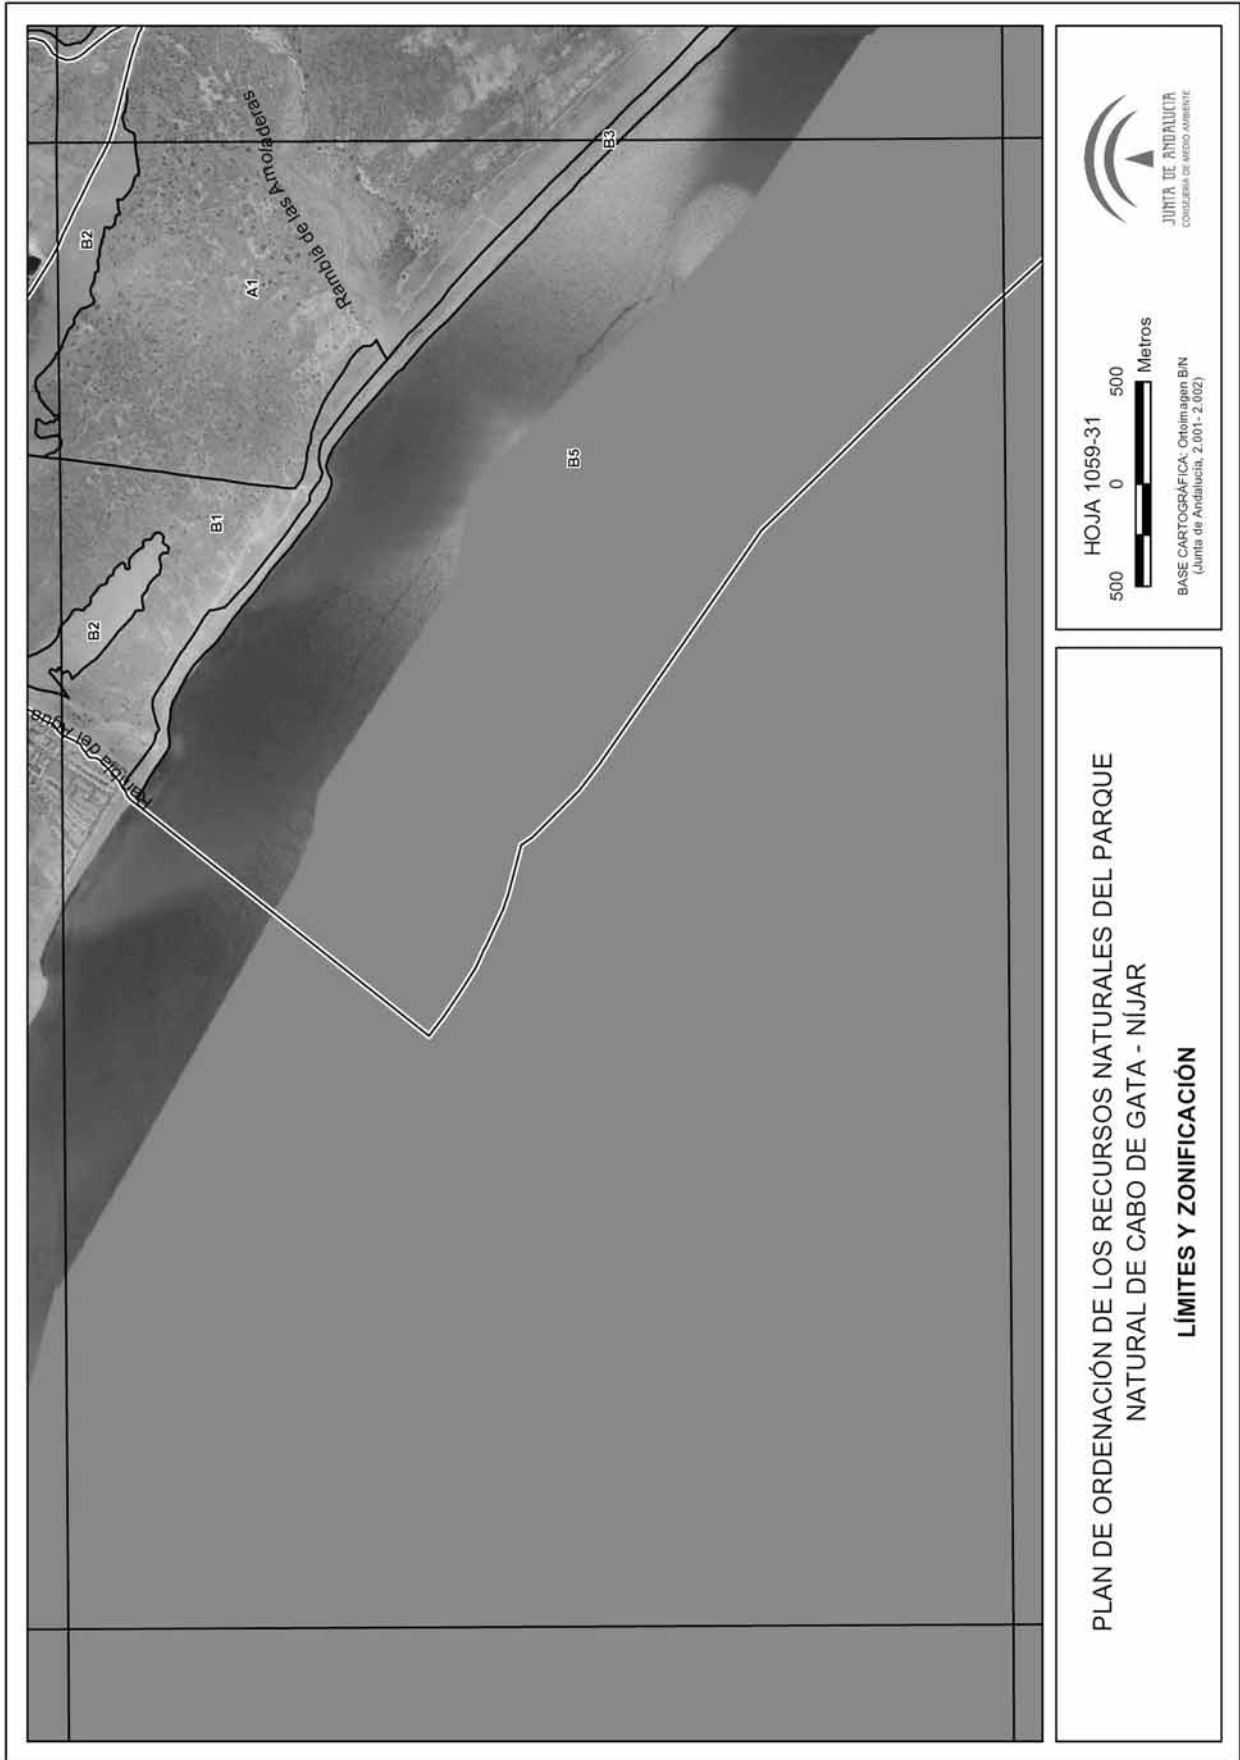 Rambla del Agua
B2
B1
B2
A1
Rambla de las Amoladeras
B3
B5
PLAN DE ORDENACIÓN DE LOS RECURSOS NATURALES DEL PARQUE
NATURAL DE CABO DE GATA - NÍJAR
LÍMITES Y ZONIFICACIÓN
HOJA 1059-31
500 0 500
Metros
BASE CARTOGRÁFICA: Ortoimagen B/N
(Junta de Andalucía, 2.001- 2.002)
JUNTA DE ANDALUCIA
CONSEJERIA DE MEDIO AMBIENTE